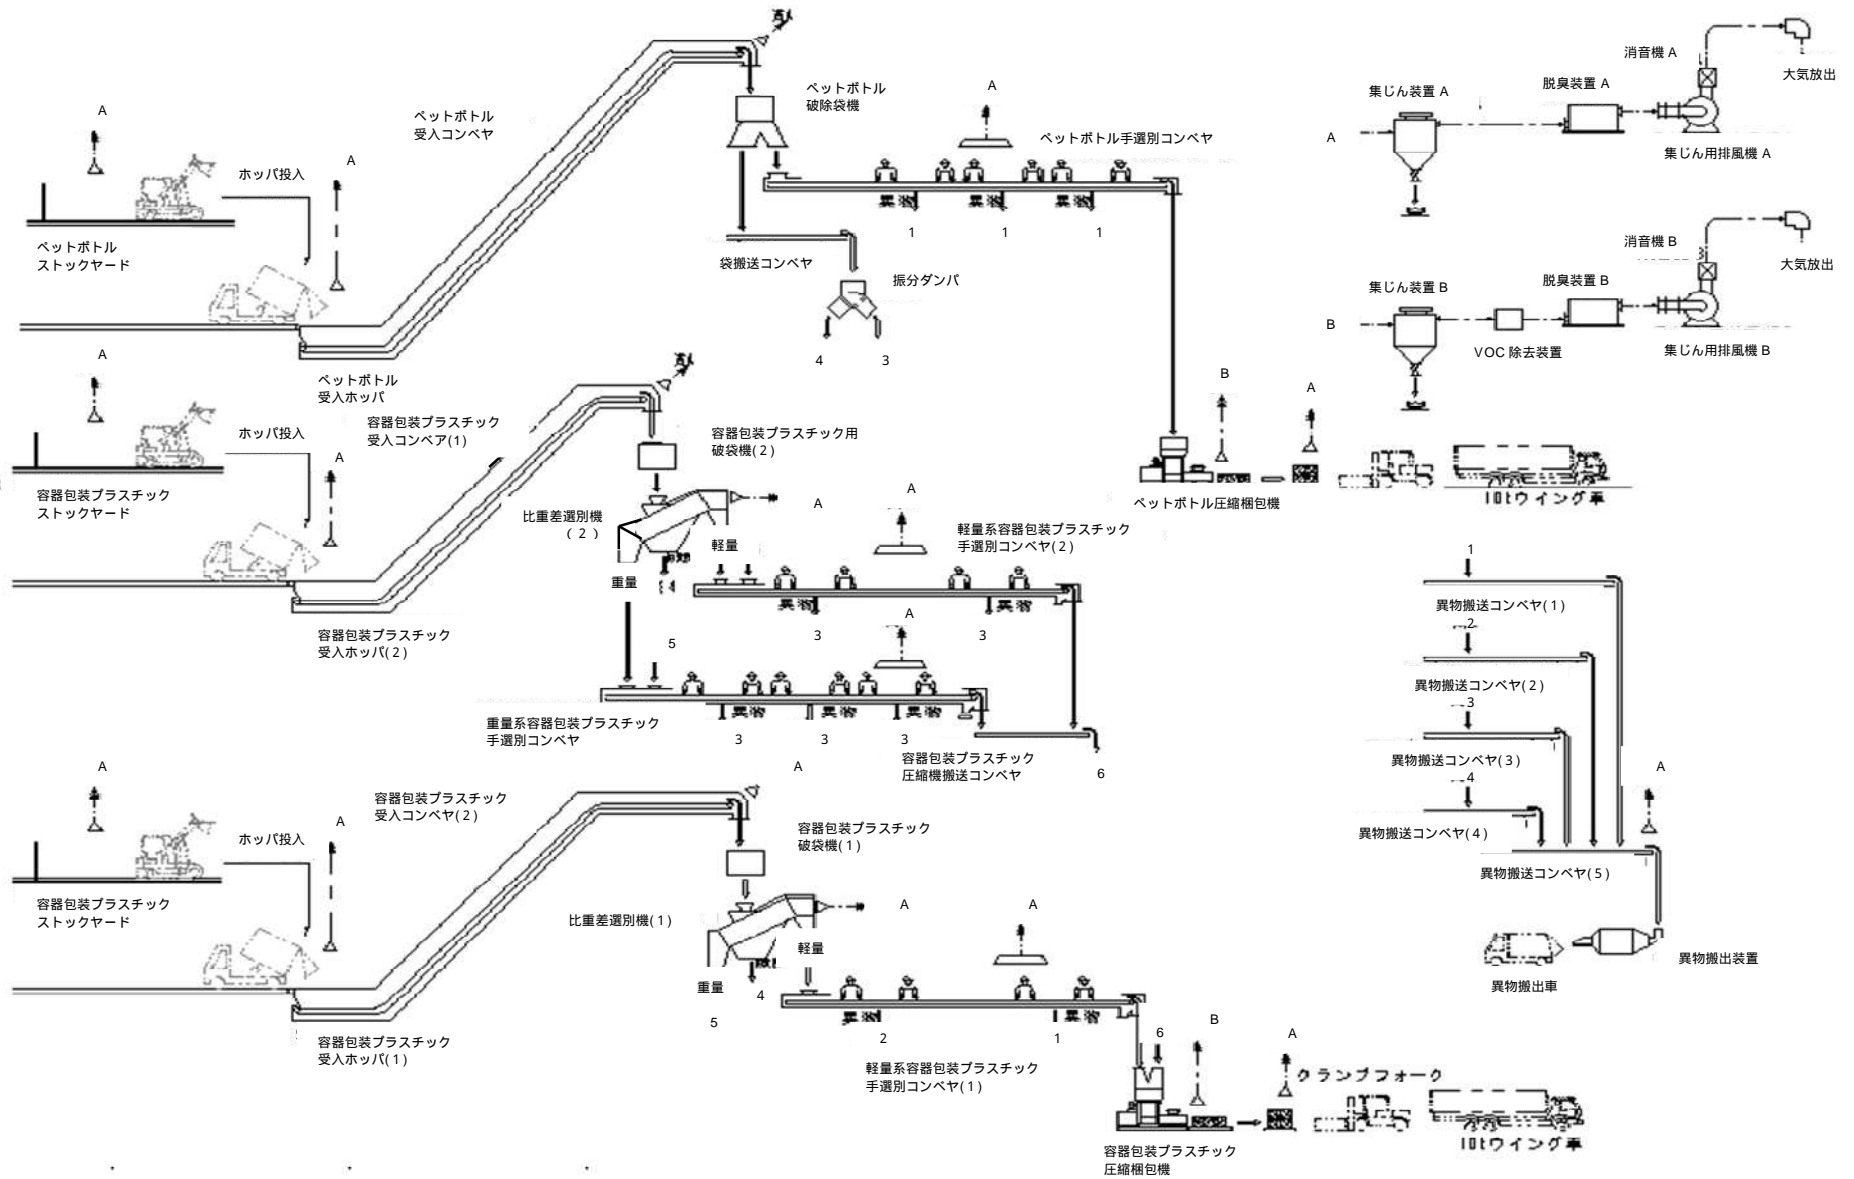 A
ペットボトル
受入コンベヤ
ペットボトル
破除袋機
A
ペットボトル手選別コンベヤ
ホッパ投入
A
ペットボトル
ストックヤード
異物
異物
異物
1
1
1
袋搬送コンベヤ
振分ダンパ
4
3
ペットボトル
受入ホッパ
消音機 A
大気放出
脱臭装置 A
集じん装置 A
A
集じん用排風機 A
消音機 B
大気放出
脱臭装置 B
集じん装置 B
B
VOC 除去装置
集じん用排風機 B
A
ホッパ投入
A
容器包装プラスチック
受入コンベア(1)
容器包装プラスチック
ストックヤード
容器包装プラスチック用
破袋機(2)
比重差選別機
(2)
A
A
軽量
重量
軽量系容器包装プラスチック
手選別コンベヤ(2)
異物
異物
A
3
3
5
容器包装プラスチック
受入ホッパ(2)
重量系容器包装プラスチック
手選別コンベヤ
異物
異物
異物
3
3
3
容器包装プラスチック
圧縮機搬送コンベヤ
6
B
A
ペットボトル圧縮梱包機
10tウイング車
1
異物搬送コンベヤ(1)
2
異物搬送コンベヤ(2)
3
異物搬送コンベヤ(3)
4
異物搬送コンベヤ(4)
A
異物搬送コンベヤ(5)
異物搬出装置
異物搬出車
A
容器包装プラスチック
受入コンベヤ(2)
A
ホッパ投入
容器包装プラスチック
ストックヤード
A
容器包装プラスチック
破袋機(1)
比重差選別機(1)
A
A
軽量
重量
4
5
異物
異物
2
1
容器包装プラスチック
受入ホッパ(1)
軽量系容器包装プラスチック
手選別コンベヤ(1)
6
B
A
クランプフォーク
10tウイング車
容器包装プラスチック
圧縮梱包機